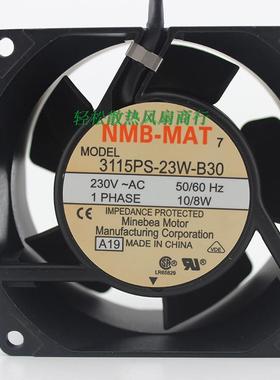 轻松散热风扇商行
NMB-MAT 7
MODEL
3115PS-23W-B30
230V ~AC 50/60 Hz
1 PHASE 10/8W
IMPEDANCE PROTECTED
Minebea Motor
Manufacturing Corporation
A19 MADE IN CHINA
LR65829